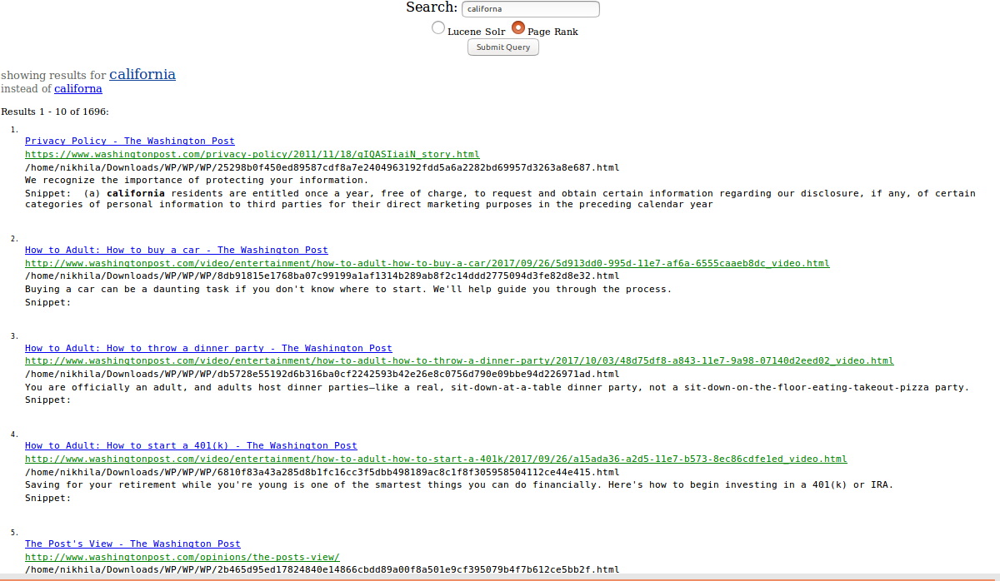 Search: californa
Lucene Solr Page Rank
Submit Query
showing results for california
instead of californa
Results 1 - 10 of 1696:
1.
Privacy Policy - The Washington Post
https://www.washingtonpost.com/privacy-policy/2011/11/18/gIQASIiaiN_story.html
/home/nikhila/Downloads/WP/WP/WP/25298b0f450ed89587cdf8a7e2404963192fdd5a6a2282bd69957d3263a8e687.html
We recognize the importance of protecting your information.
Snippet: (a) california residents are entitled once a year, free of charge, to request and obtain certain information regarding our disclosure, if any, of certain
categories of personal information to third parties for their direct marketing purposes in the preceding calendar year
2.
How to Adult: How to buy a car - The Washington Post
http://www.washingtonpost.com/video/entertainment/how-to-adult-how-to-buy-a-car/2017/09/26/5d913dd0-995d-11e7-af6a-6555caaeb8dc_video.html
/home/nikhila/Downloads/WP/WP/WP/8db91815e1768ba07c99199a1af1314b289ab8f2c14ddd2775094d3fe82d8e32.html
Buying a car can be a daunting task if you don't know where to start. We'll help guide you through the process.
Snippet:
3.
How to Adult: How to throw a dinner party - The Washington Post
http://www.washingtonpost.com/video/entertainment/how-to-adult-how-to-throw-a-dinner-party/2017/10/03/48d75df8-a843-11e7-9a98-07140d2eed02_video.html
/home/nikhila/Downloads/WP/WP/WP/db5728e55192d6b316ba0cf2242593b42e26e8c0756d790e09bbe94d226971ad.html
You are officially an adult, and adults host dinner parties—like a real, sit-down-at-a-table dinner party, not a sit-down-on-the-floor-eating-takeout-pizza party.
Snippet:
4.
How to Adult: How to start a 401(k) - The Washington Post
http://www.washingtonpost.com/video/entertainment/how-to-adult-how-to-start-a-401k/2017/09/26/a15ada36-a2d5-11e7-b573-8ec86cdfe1ed_video.html
/home/nikhila/Downloads/WP/WP/WP/6810f83a43a285d8b1fc16cc3f5dbb498189ac8c1f8f305958504112ce44e415.html
Saving for your retirement while you're young is one of the smartest things you can do financially. Here's how to begin investing in a 401(k) or IRA.
Snippet:
5.
The Post's View - The Washington Post
http://www.washingtonpost.com/opinions/the-posts-view/
/home/nikhila/Downloads/WP/WP/WP/2b465d95ed17824840e14866cbdd89a00f8a501e9cf395079b4f7b612ce5bb2f.html